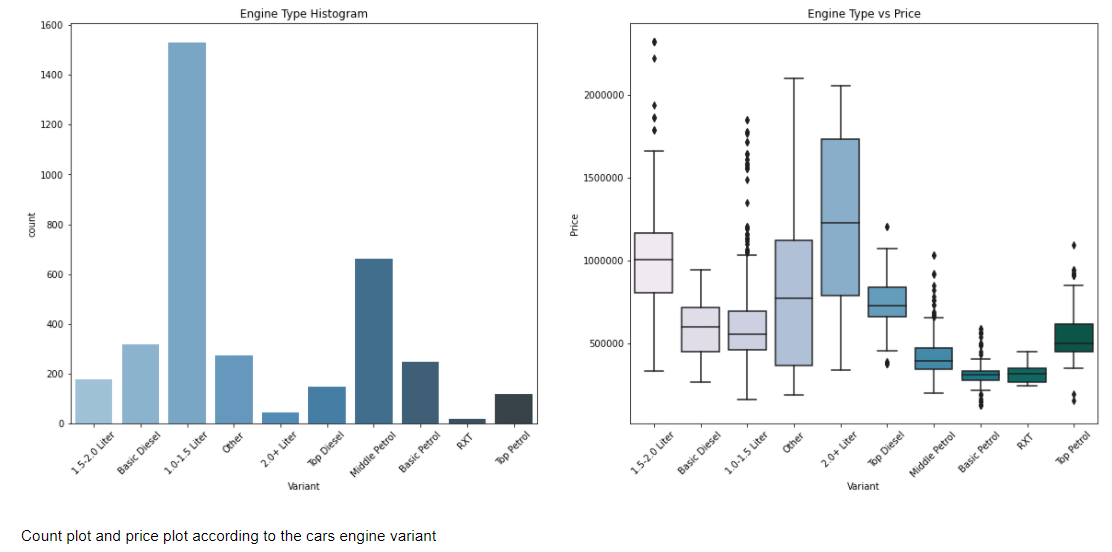 Engine Type Histogram
1600
1400
1200
1000
800
600
400
200
0
count
1.5-2.0 Liter
Basic Diesel
1.0-1.5 Liter
Other
2.0+ Liter
Top Diesel
Middle Petrol
Basic Petrol
RXT
Top Petrol
Variant
Engine Type vs Price
2000000
1500000
1000000
500000
Price
1.5-2.0 Liter
Basic Diesel
1.0-1.5 Liter
Other
2.0+ Liter
Top Diesel
Middle Petrol
Basic Petrol
RXT
Top Petrol
Variant
Count plot and price plot according to the cars engine variant